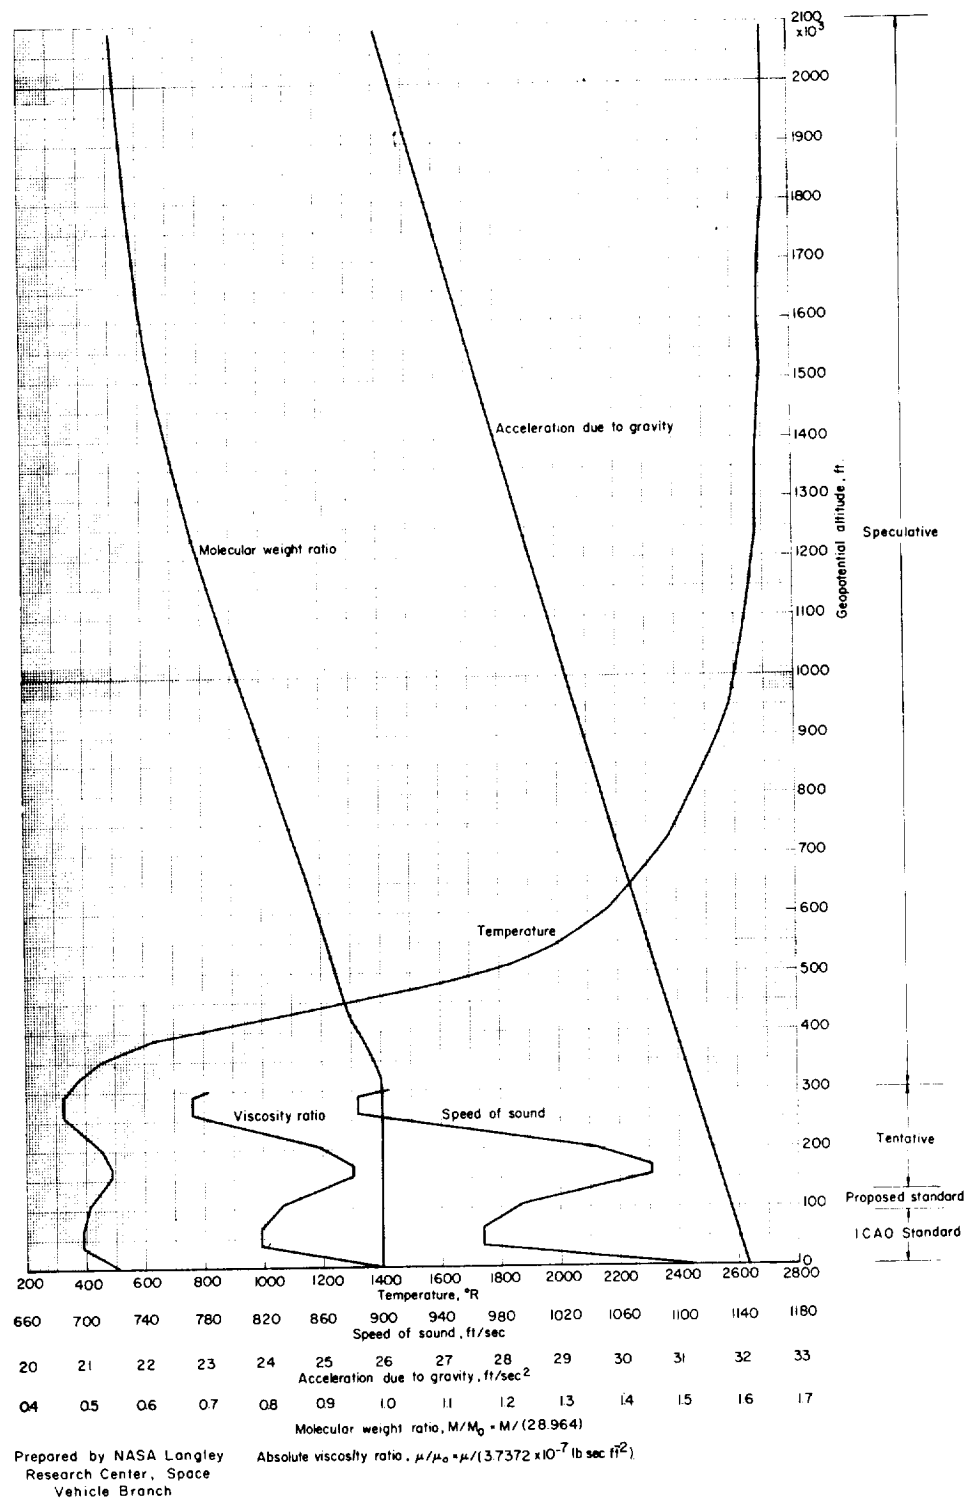 2100
×10³
2000
1900
1800
1700
1600
1500
Acceleration due to gravity
1400
1300
Geopotential altitude, ft.
Speculative
Molecular weight ratio
1200
1100
1000
900
800
700
600
Temperature
500
400
300
Viscosity ratio
Speed of sound
Tentative
200
Proposed standard
100
ICAO Standard
0
200 400 600 800 1000 1200 1400 1600 1800 2000 2200 2400 2600 2800
Temperature, °R
660 700 740 780 820 860 900 940 980 1020 1060 1100 1140 1180
Speed of sound, ft/sec
20 21 22 23 24 25 26 27 28 29 30 31 32 33
Acceleration due to gravity, ft/sec²
0.4 0.5 0.6 0.7 0.8 0.9 1.0 1.1 1.2 1.3 1.4 1.5 1.6 1.7
Molecular weight ratio, M/M₀ = M/(28.964)
Prepared by NASA Langley
Research Center, Space
Vehicle Branch
Absolute viscosity ratio, μ/μ₀ = μ/(3.7372 x 10⁻⁷ lb sec ft⁻²)